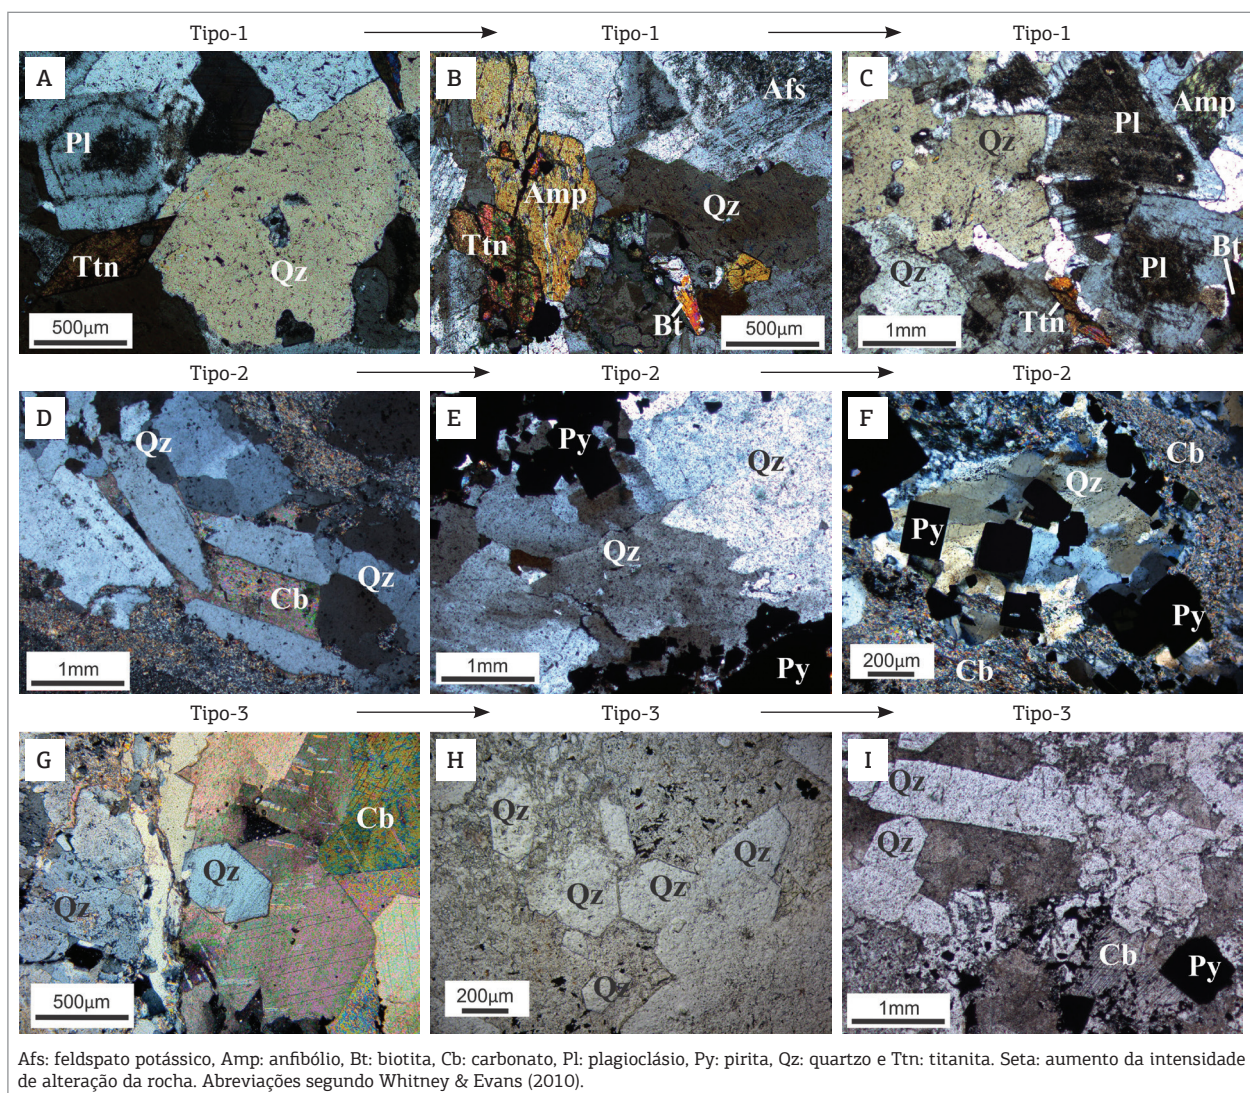 Tipo-1 Tipo-1 Tipo-1
A
Pl
Ttn
Qz
500µm
B
Afs
Amp
Qz
Ttn
Bt
500µm
C
Amp
Pl
Qz
Bt
Pl
Qz
Ttn
1mm
Tipo-2 Tipo-2 Tipo-2
D
Qz
Qz
Cb
1mm
E
Py
Qz
Qz
Py
1mm
F
Cb
Qz
Py
Py
200µm
Cb
Tipo-3 Tipo-3 Tipo-3
G
Cb
Qz
Qz
500µm
H
Qz
Qz
Qz
Qz
Qz
200µm
I
Qz
Qz
Cb
Py
1mm
Afs: feldspato potássico, Amp: anfibólio, Bt: biotita, Cb: carbonato, Pl: plagioclásio, Py: pirita, Qz: quartzo e Ttn: titanita. Seta: aumento da intensidade
de alteração da rocha. Abreviações segundo Whitney & Evans (2010).